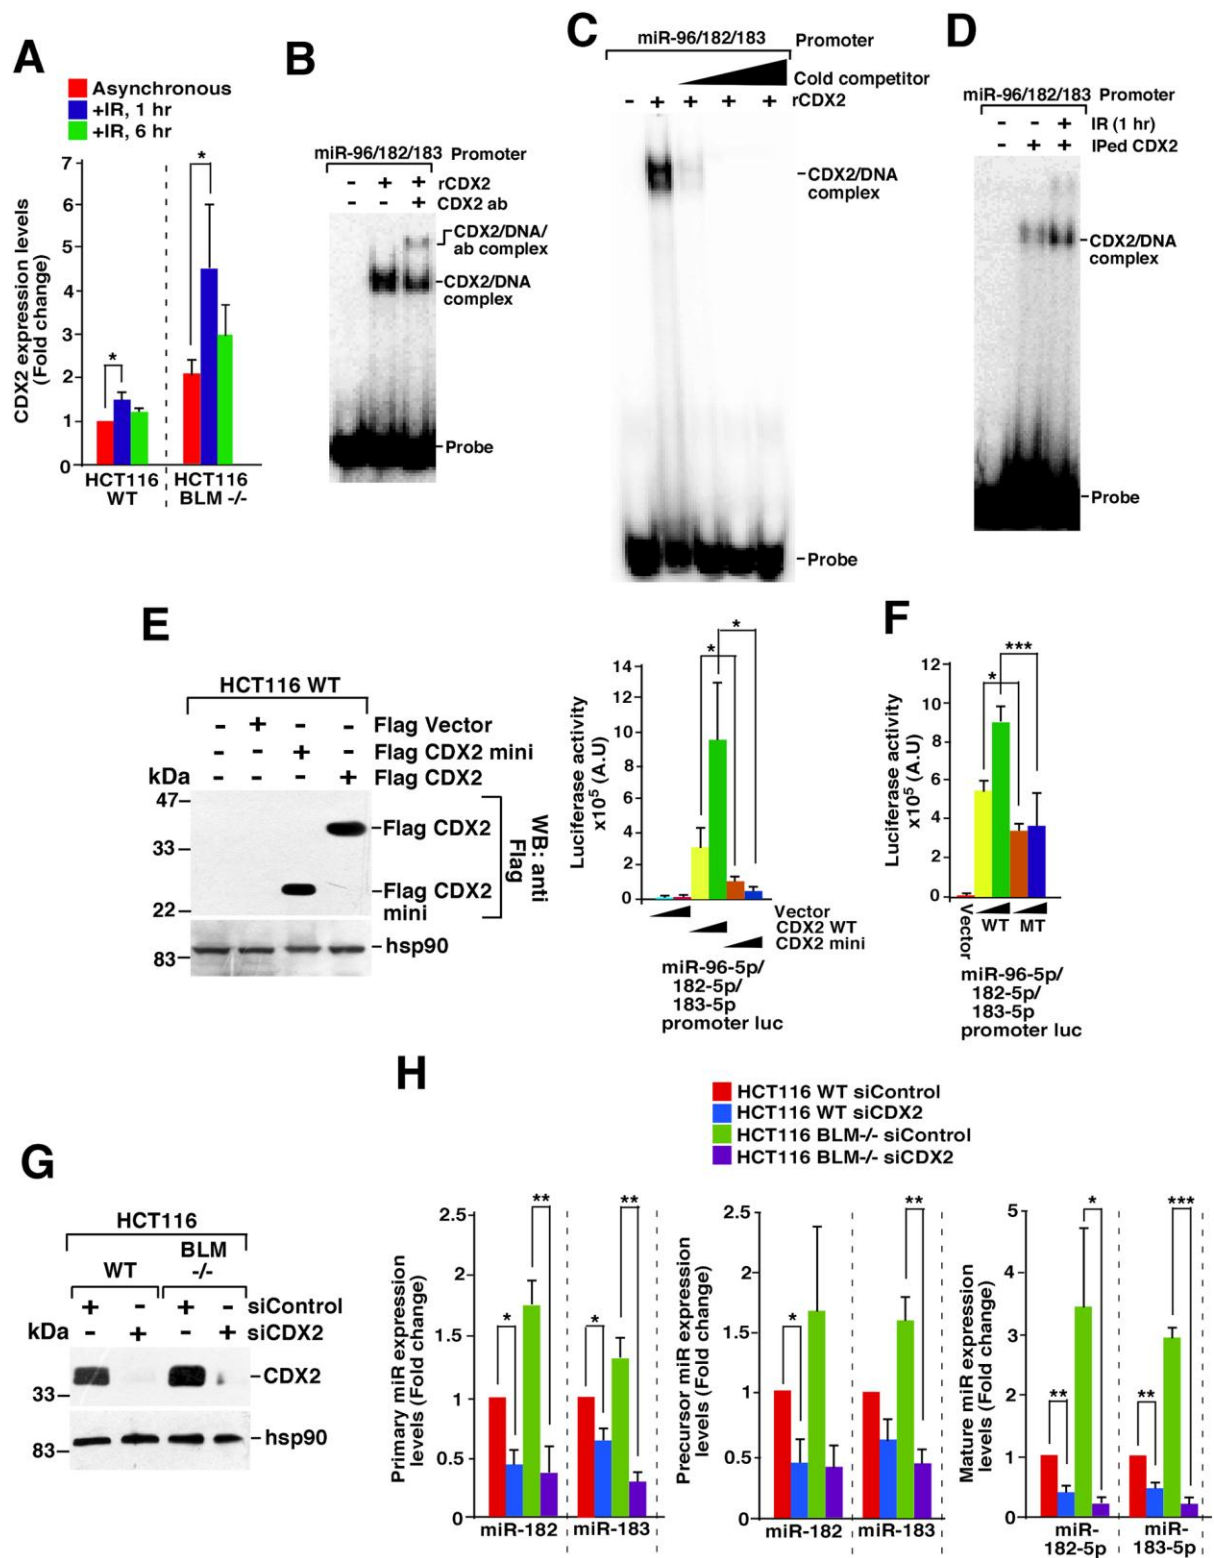 A
Asynchronous
+IR, 1 hr
+IR, 6 hr
CDX2 expression levels
(Fold change)
7
6
5
4
3
2
1
0
*
*
HCT116
WT
HCT116
BLM -/-
B
miR-96/182/183 Promoter
- + + rCDX2
- - + CDX2 ab
CDX2/DNA/
ab complex
CDX2/DNA
complex
Probe
C
miR-96/182/183 Promoter
Cold competitor
- + + + + rCDX2
CDX2/DNA
complex
Probe
D
miR-96/182/183 Promoter
- - + IR (1 hr)
- + + IPed CDX2
CDX2/DNA
complex
Probe
E
HCT116 WT
- + - - Flag Vector
- - + - Flag CDX2 mini
kDa - - - + Flag CDX2
47
33
22
83
Flag CDX2
Flag CDX2
mini
hsp90
WB: anti
Flag
Luciferase activity
x10⁵ (A.U)
14
12
10
8
6
4
2
0
*
*
Vector
CDX2 WT
CDX2 mini
miR-96-5p/
182-5p/
183-5p
promoter luc
F
Luciferase activity
x10⁵ (A.U)
12
10
8
6
4
2
0
*
***
Vector
WT
MT
miR-96-5p/
182-5p/
183-5p
promoter luc
G
HCT116
WT
BLM
-/-
+ - + - siControl
kDa - + - + siCDX2
CDX2
33
hsp90
83
H
HCT116 WT siControl
HCT116 WT siCDX2
HCT116 BLM-/- siControl
HCT116 BLM-/- siCDX2
Primary miR expression
levels (Fold change)
2.5
2
1.5
1
0.5
0
*
**
*
**
miR-182
miR-183
Precursor miR expression
levels (Fold change)
2.5
2
1.5
1
0.5
0
*
**
miR-182
miR-183
Mature miR expression
levels (Fold change)
5
4
3
2
1
0
**
*
**
***
miR-
182-5p
miR-
183-5p